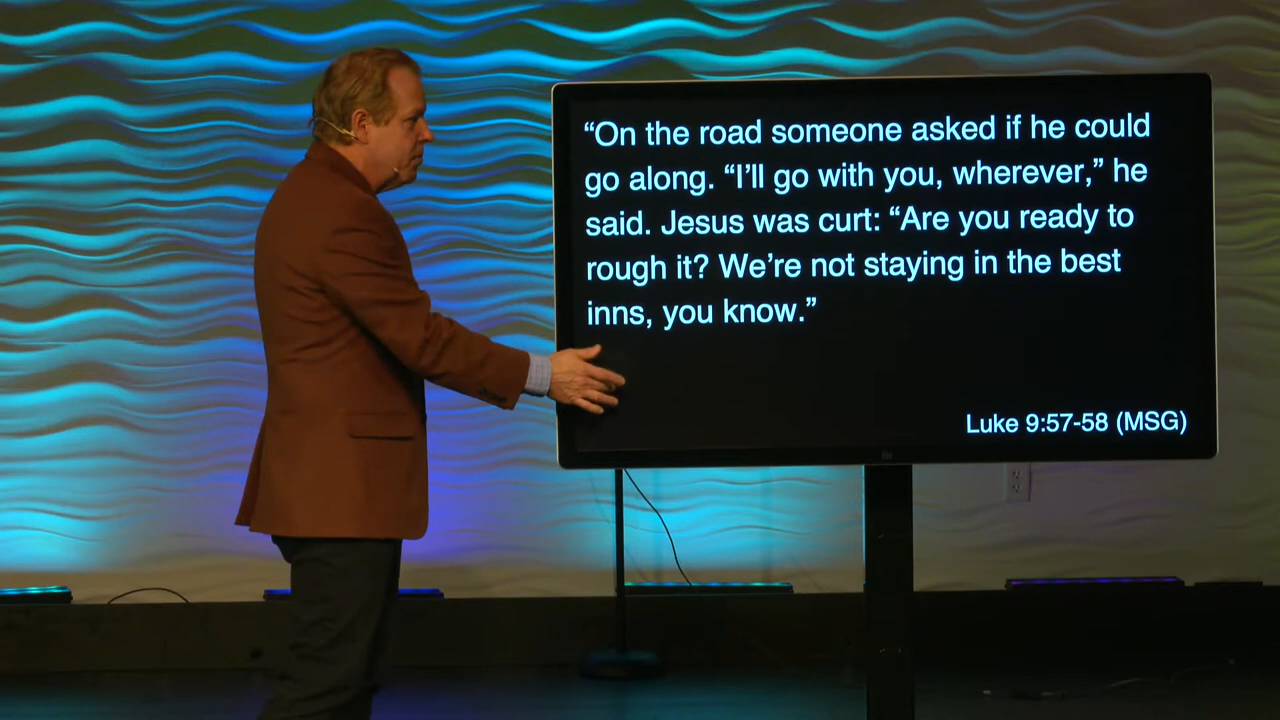 “On the road someone asked if he could
go along. “I’ll go with you, wherever,” he
said. Jesus was curt: “Are you ready to
rough it? We’re not staying in the best
inns, you know.”
Luke 9:57-58 (MSG)